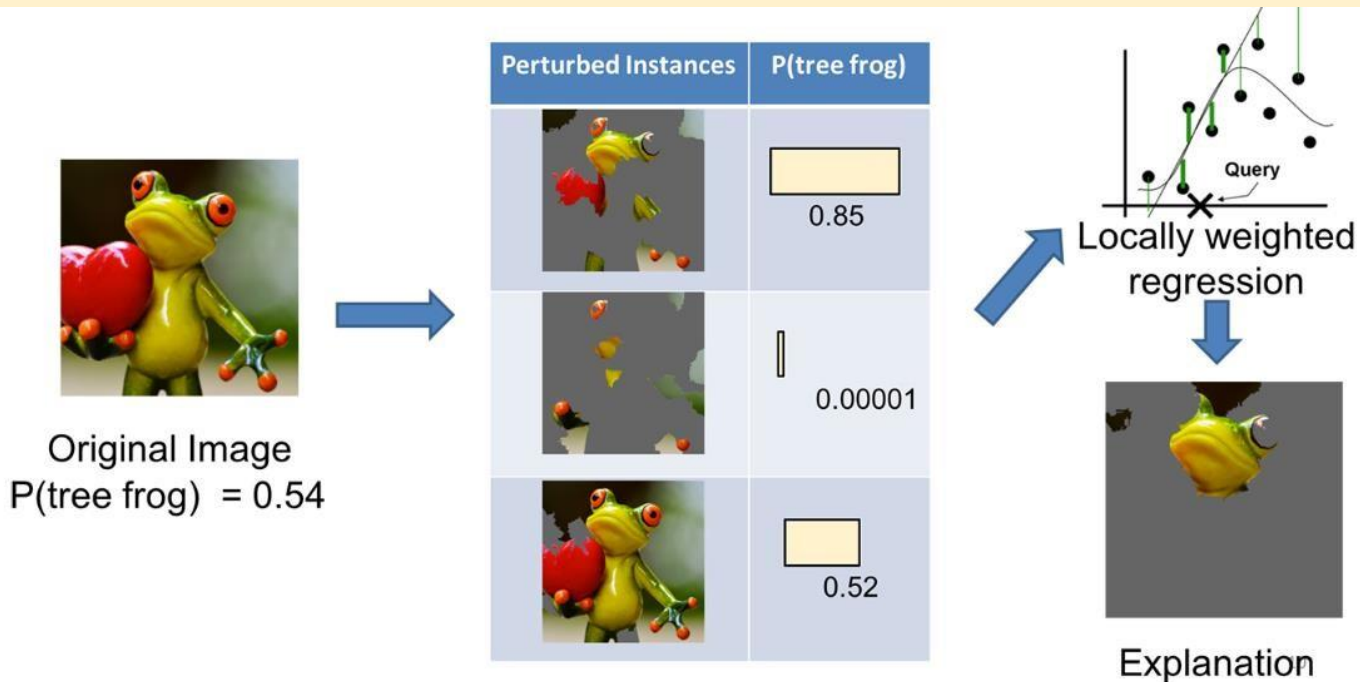 Original Image
P(tree frog) = 0.54
Perturbed Instances
P(tree frog)
0.85
0.00001
0.52
Query
Locally weighted
regression
Explanation